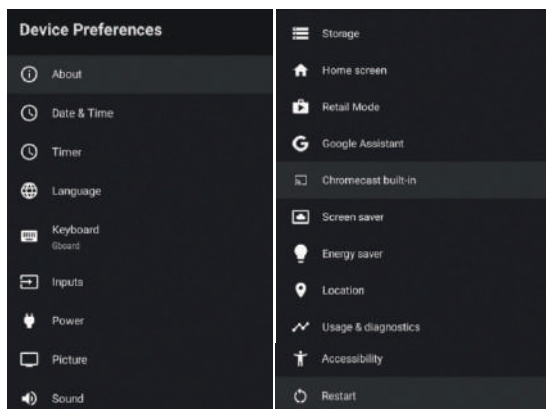 Device Preferences
About
Date & Time
Timer
Language
Keyboard
Gboard
Inputs
Power
Picture
Sound
Storage
Home screen
Retail Mode
Google Assistant
Chromecast built-in
Screen saver
Energy saver
Location
Usage & diagnostics
Accessibility
Restart